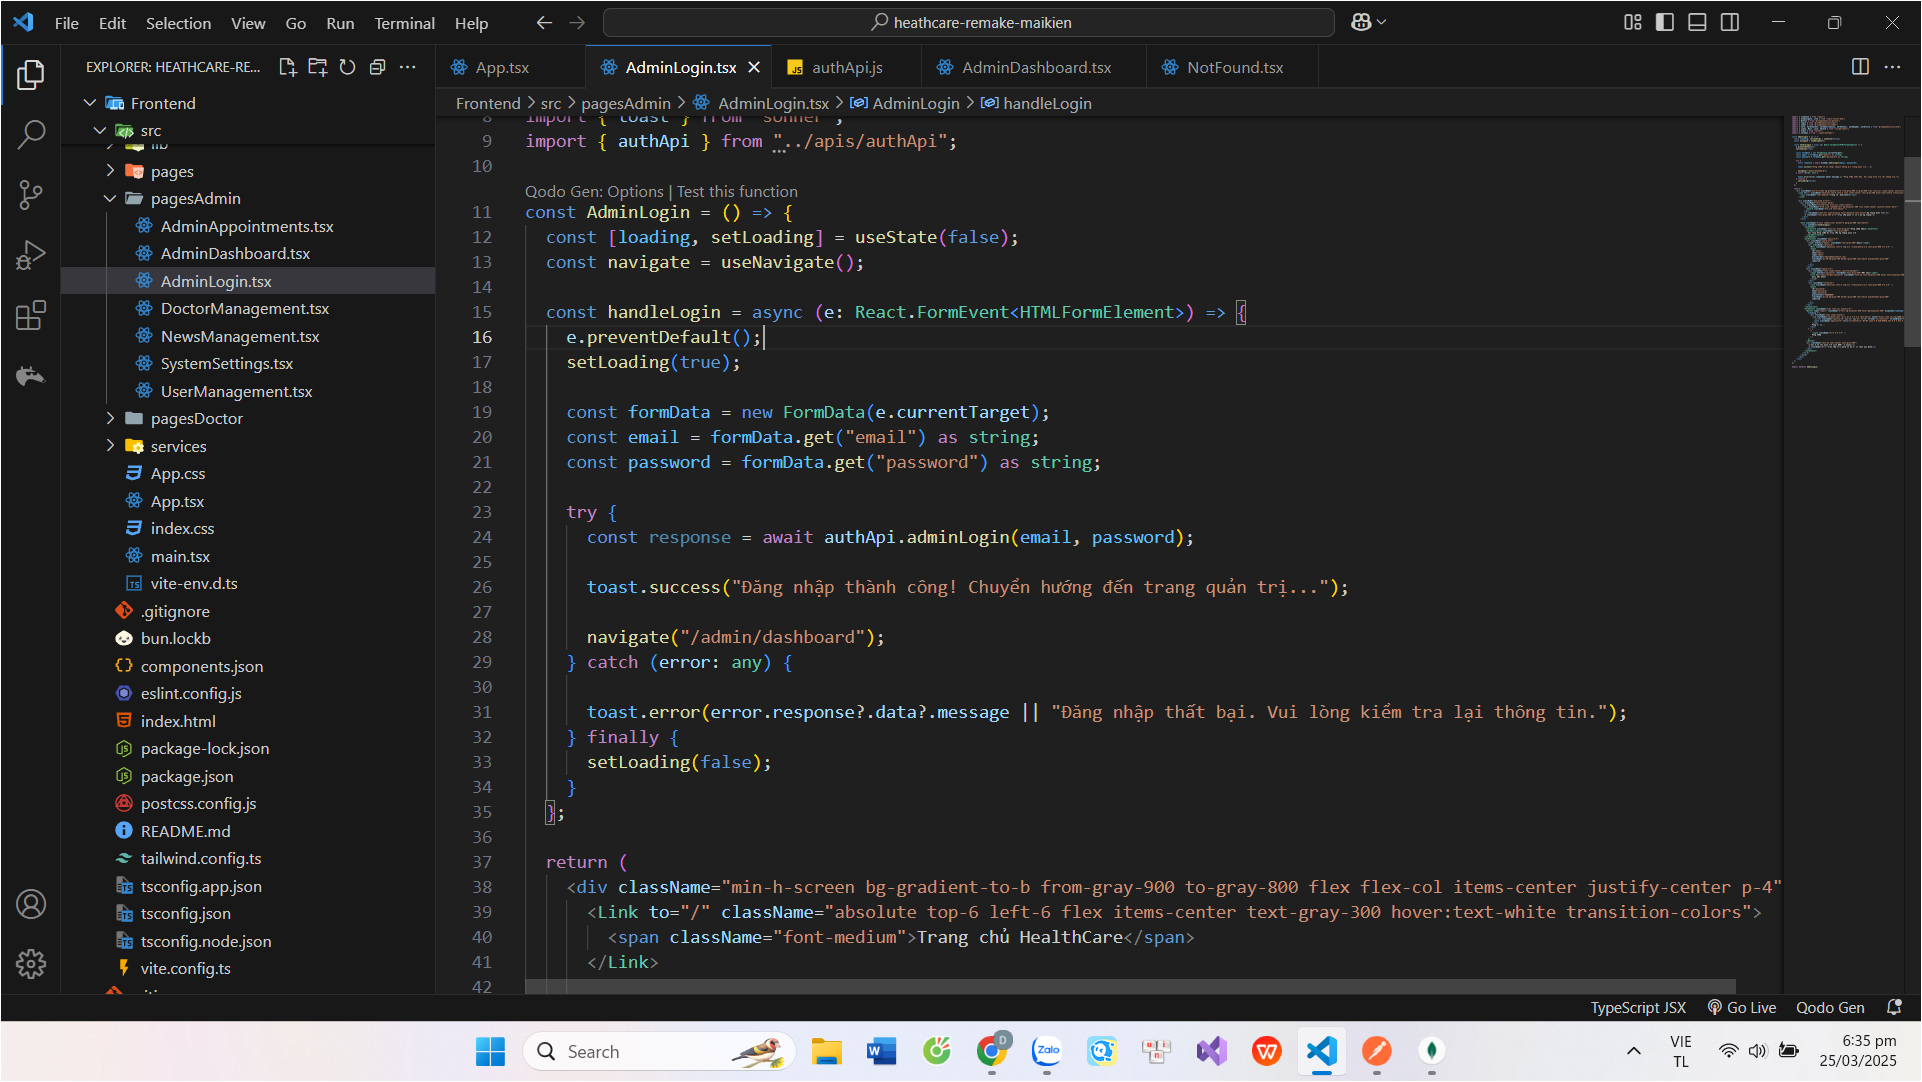 File Edit Selection View Go Run Terminal Help
heathcare-remake-maikien
EXPLORER: HEATHCARE-RE...
Frontend
src
lib
pages
pagesAdmin
AdminAppointments.tsx
AdminDashboard.tsx
AdminLogin.tsx
DoctorManagement.tsx
NewsManagement.tsx
SystemSettings.tsx
UserManagement.tsx
pagesDoctor
services
App.css
App.tsx
index.css
main.tsx
vite-env.d.ts
.gitignore
bun.lockb
components.json
eslint.config.js
index.html
package-lock.json
package.json
postcss.config.js
README.md
tailwind.config.ts
tsconfig.app.json
tsconfig.json
tsconfig.node.json
vite.config.ts
App.tsx AdminLogin.tsx authApi.js AdminDashboard.tsx NotFound.tsx
Frontend > src > pagesAdmin > AdminLogin.tsx > AdminLogin > handleLogin
8 import { toast } from "sonner";
9 import { authApi } from "../apis/authApi";
10
Qodo Gen: Options | Test this function
11 const AdminLogin = () => {
12 const [loading, setLoading] = useState(false);
13 const navigate = useNavigate();
14
15 const handleLogin = async (e: React.FormEvent<HTMLFormElement>) => {
16 e.preventDefault();
17 setLoading(true);
18
19 const formData = new FormData(e.currentTarget);
20 const email = formData.get("email") as string;
21 const password = formData.get("password") as string;
22
23 try {
24 const response = await authApi.adminLogin(email, password);
25
26 toast.success("Đăng nhập thành công! Chuyển hướng đến trang quản trị...");
27
28 navigate("/admin/dashboard");
29 } catch (error: any) {
30
31 toast.error(error.response?.data?.message || "Đăng nhập thất bại. Vui lòng kiểm tra lại thông tin.");
32 } finally {
33 setLoading(false);
34 }
35 };
36
37 return (
38 <div className="min-h-screen bg-gradient-to-b from-gray-900 to-gray-800 flex flex-col items-center justify-center p-4"
39 <Link to="/" className="absolute top-6 left-6 flex items-center text-gray-300 hover:text-white transition-colors">
40 <span className="font-medium">Trang chủ HealthCare</span>
41 </Link>
42
TypeScript JSX Go Live Qodo Gen
Search
D
Zalo
VIE
TL
6:35 pm
25/03/2025